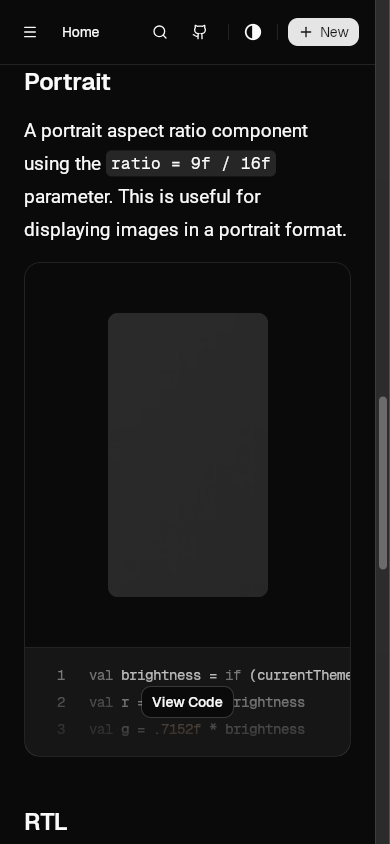 Home
New
Portrait
A portrait aspect ratio component
using the ratio = 9f / 16f
parameter. This is useful for
displaying images in a portrait format.
1 val brightness = if (currentTheme
2 val r = rightness
View Code
3 val g = .7152f * brightness
RTL